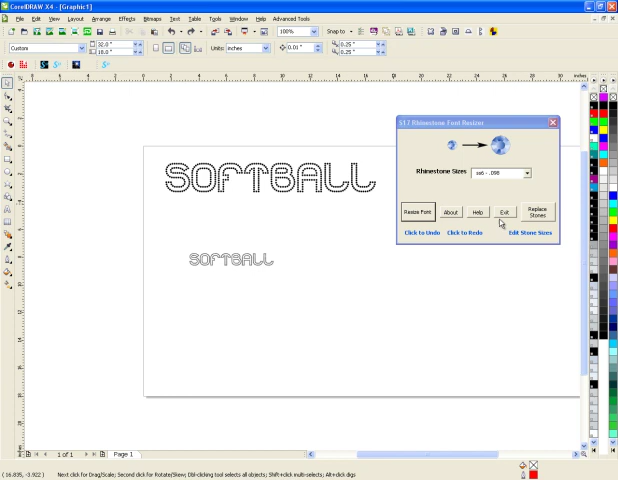 CorelDRAW X4 - [Graphic1]
File Edit View Layout Arrange Effects Bitmaps Text Table Tools Window Help Advanced Tools
100% Snap to
Custom 32.0 " 18.0 " Units: inches 0.01 " 0.25 " 0.25 "
inches
SOFTBALL
SOFTBALL
S17 Rhinestone Font Resizer
Rhinestone Sizes ss6 - .098
Resize Font About Help Exit Replace Stones
Click to Undo Click to Redo Edit Stone Sizes
1 of 1 Page 1
( 16.835, -3.922 ) Next click for Drag/Scale; Second click for Rotate/Skew; Dbl-clicking tool selects all objects; Shift+click multi-selects; Alt+click digs